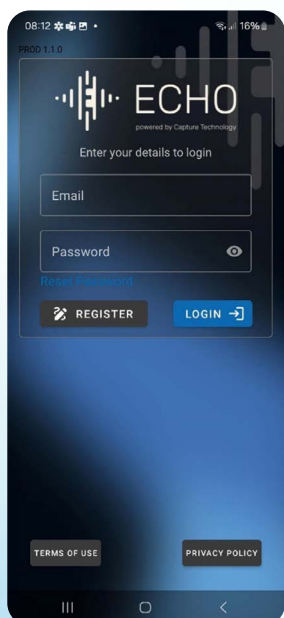 08:12 16%
PROD 1.1.0
ECHO
powered by Capture Technology
Enter your details to login
Email
Password
Reset Password
REGISTER LOGIN
TERMS OF USE PRIVACY POLICY